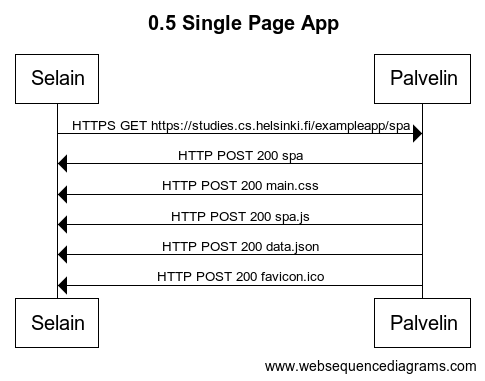 0.5 Single Page App
Selain Palvelin
HTTPS GET https://studies.cs.helsinki.fi/exampleapp/spa
HTTP POST 200 spa
HTTP POST 200 main.css
HTTP POST 200 spa.js
HTTP POST 200 data.json
HTTP POST 200 favicon.ico
Selain Palvelin
www.websequencediagrams.com